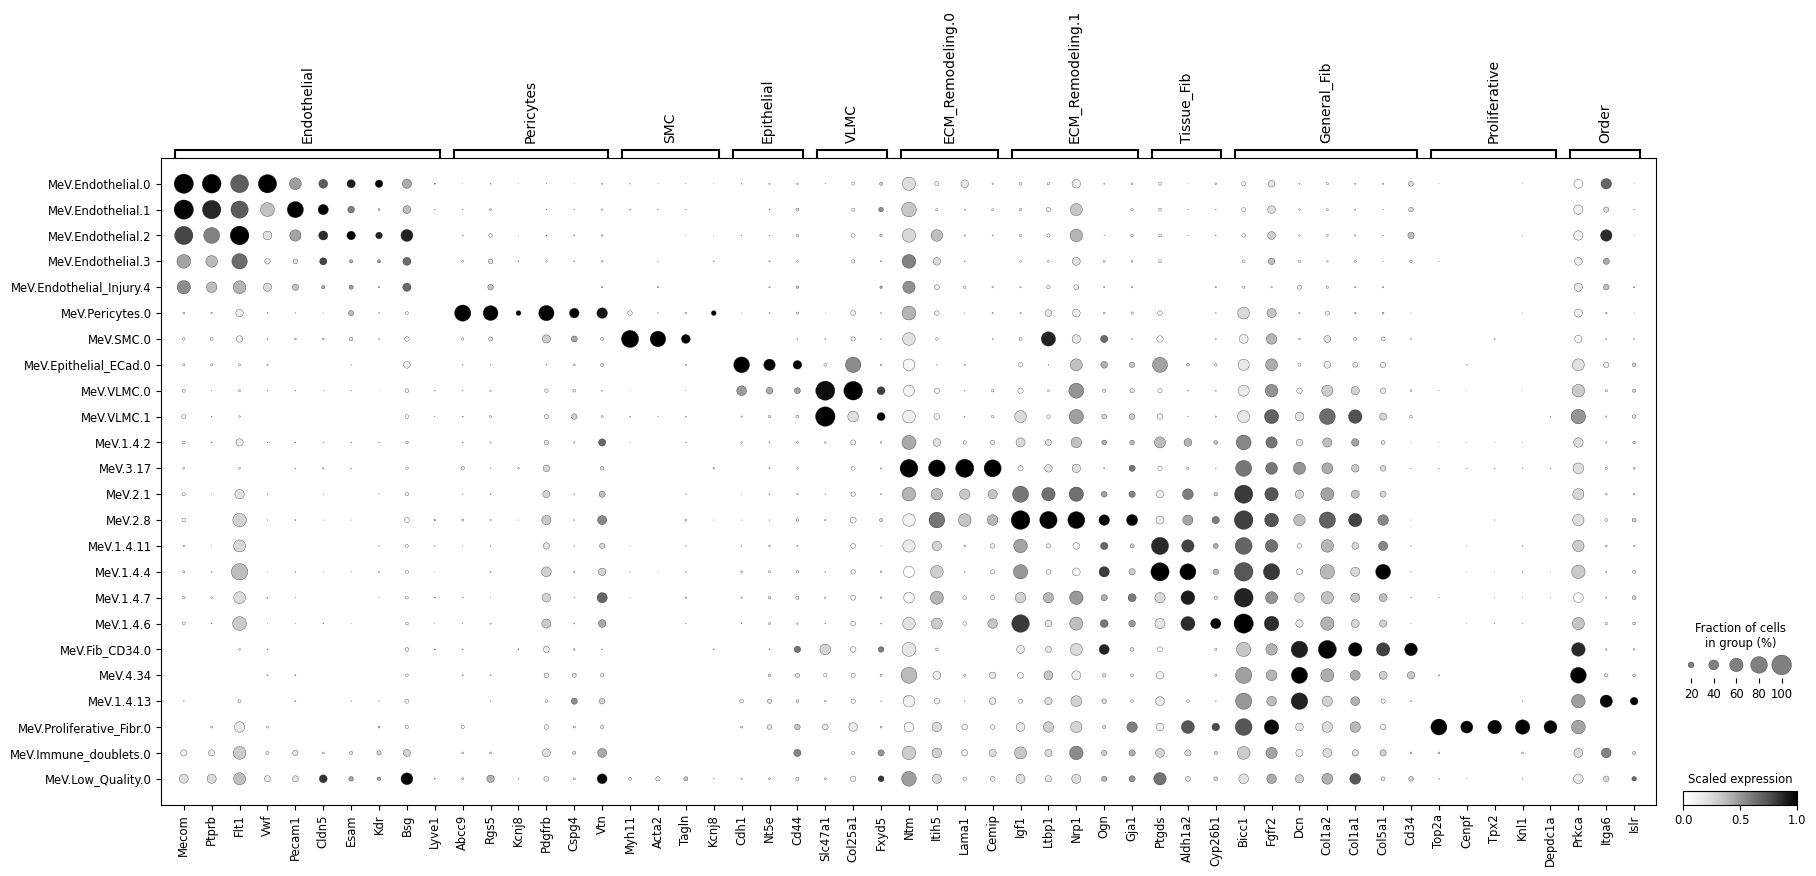 Endothelial
Pericytes
SMC
Epithelial
VLMC
ECM_Remodeling.0
ECM_Remodeling.1
Tissue_Fib
General_Fib
Proliferative
Order
MeV.Endothelial.0
MeV.Endothelial.1
MeV.Endothelial.2
MeV.Endothelial.3
MeV.Endothelial_Injury.4
MeV.Pericytes.0
MeV.SMC.0
MeV.Epithelial_ECad.0
MeV.VLMC.0
MeV.VLMC.1
MeV.1.4.2
MeV.3.17
MeV.2.1
MeV.2.8
MeV.1.4.11
MeV.1.4.4
MeV.1.4.7
MeV.1.4.6
MeV.Fib_CD34.0
MeV.4.34
MeV.1.4.13
MeV.Proliferative_Fibr.0
MeV.Immune_doublets.0
MeV.Low_Quality.0
Mecom
Ptprb
Flt1
Vwf
Pecam1
Cldn5
Esam
Kdr
Bsg
Lyve1
Abcc9
Rgs5
Kcnj8
Pdgfrb
Cspg4
Vtn
Myh11
Acta2
Tagln
Kcnj8
Cdh1
Nt5e
Cd44
Slc47a1
Col25a1
Fxyd5
Ntm
Itih5
Lama1
Cemip
Igf1
Ltbp1
Nrp1
Ogn
Gja1
Ptgds
Aldh1a2
Cyp26b1
Bicc1
Fgfr2
Dcn
Col1a2
Col1a1
Col5a1
Cd34
Top2a
Cenpf
Tpx2
Knl1
Depdc1a
Prkca
Itga6
Islr
Fraction of cells
in group (%)
20 40 60 80 100
Scaled expression
0.0 0.5 1.0